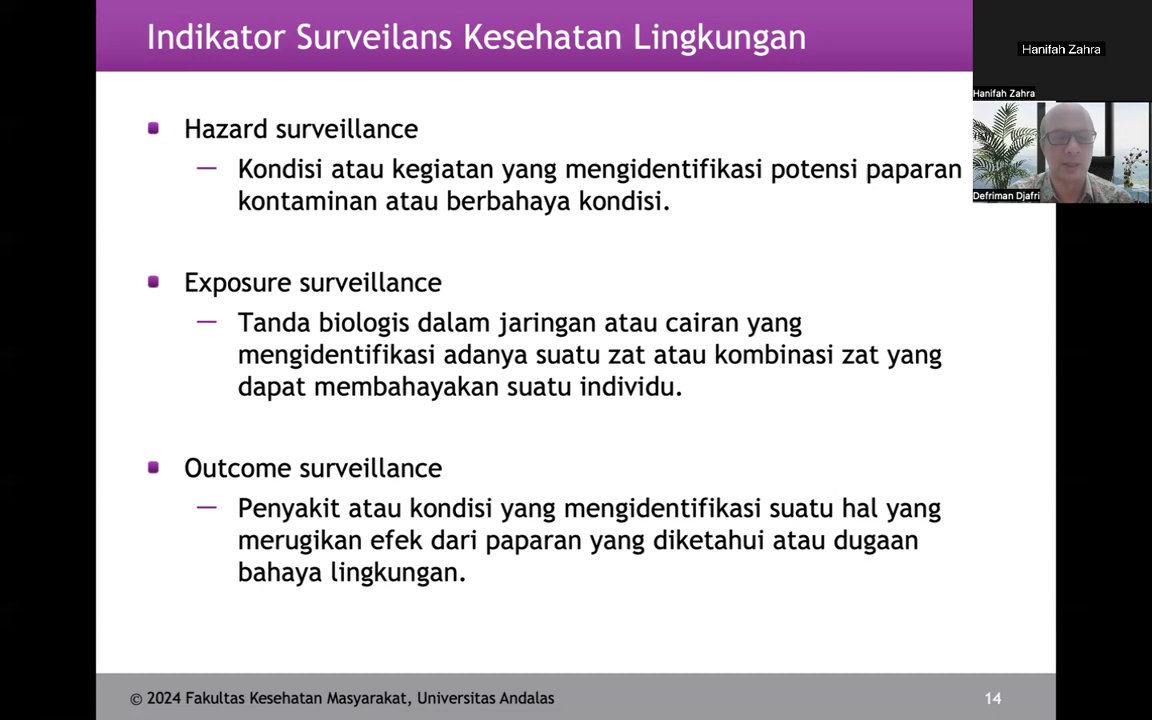 Indikator Surveilans Kesehatan Lingkungan
Hanifah Zahra
Hanifah Zahra
Defriman Djafri
Hazard surveillance
— Kondisi atau kegiatan yang mengidentifikasi potensi paparan
kontaminan atau berbahaya kondisi.
Exposure surveillance
— Tanda biologis dalam jaringan atau cairan yang
mengidentifikasi adanya suatu zat atau kombinasi zat yang
dapat membahayakan suatu individu.
Outcome surveillance
— Penyakit atau kondisi yang mengidentifikasi suatu hal yang
merugikan efek dari paparan yang diketahui atau dugaan
bahaya lingkungan.
© 2024 Fakultas Kesehatan Masyarakat, Universitas Andalas
14